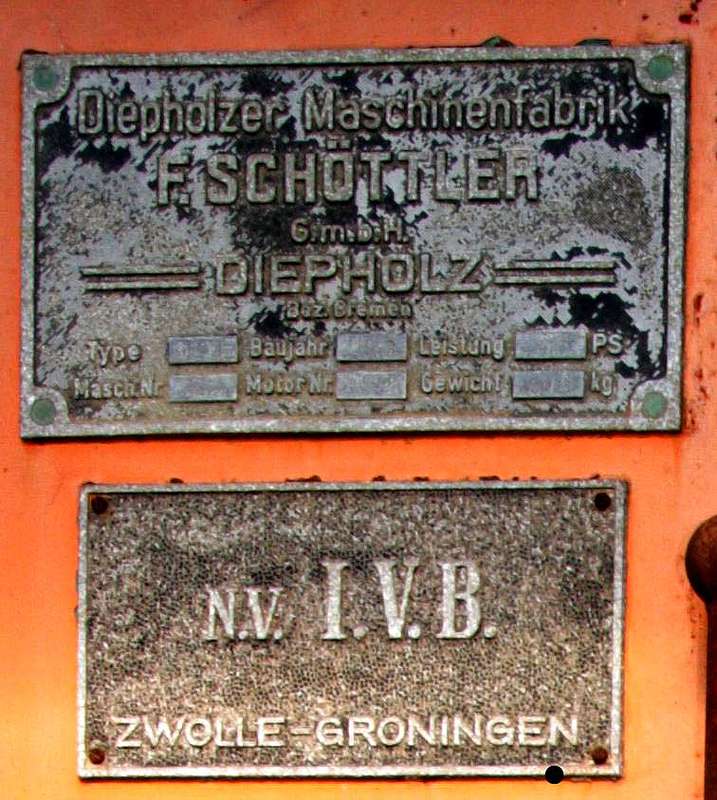 Diepholzer Maschinenfabrik
F. SCHÖTTLER
G.m.b.H.
DIEPHOLZ
Bez. Bremen
Type Baujahr Leistung PS
Masch.Nr Motor Nr Gewicht kg
N.V. I.V.B.
ZWOLLE-GRONINGEN